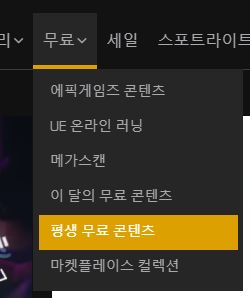 리
무료
세일
스포트라이트
에픽게임즈 콘텐츠
UE 온라인 러닝
메가스캔
이 달의 무료 콘텐츠
평생 무료 콘텐츠
마켓플레이스 컬렉션